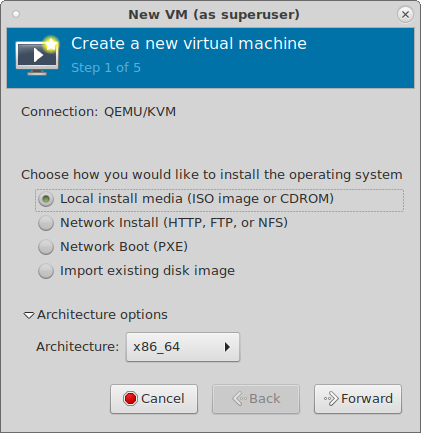 New VM (as superuser)
Create a new virtual machine
Step 1 of 5
Connection: QEMU/KVM
Choose how you would like to install the operating system
Local install media (ISO image or CDROM)
Network Install (HTTP, FTP, or NFS)
Network Boot (PXE)
Import existing disk image
Architecture options
Architecture: x86_64
Cancel Back Forward